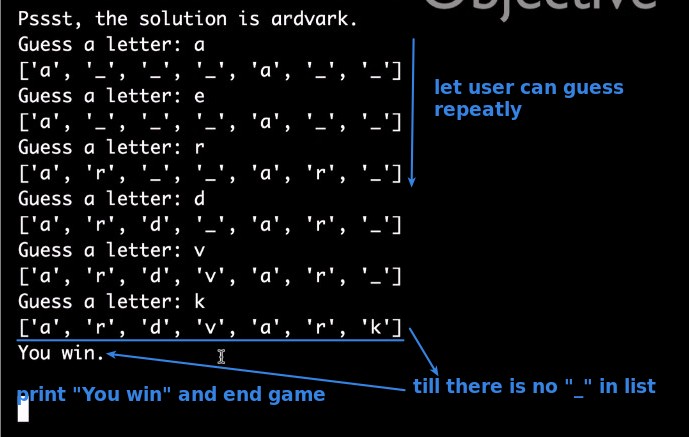 Objective
Pssst, the solution is ardvark.
Guess a letter: a
['a', '_', '_', '_', 'a', '_', '_']
Guess a letter: e
['a', '_', '_', '_', 'a', '_', '_']
Guess a letter: r
['a', 'r', '_', '_', 'a', 'r', '_']
Guess a letter: d
['a', 'r', 'd', '_', 'a', 'r', '_']
Guess a letter: v
['a', 'r', 'd', 'v', 'a', 'r', '_']
Guess a letter: k
['a', 'r', 'd', 'v', 'a', 'r', 'k']
You win.
let user can guess
repeatly
till there is no "_" in list
print "You win" and end game